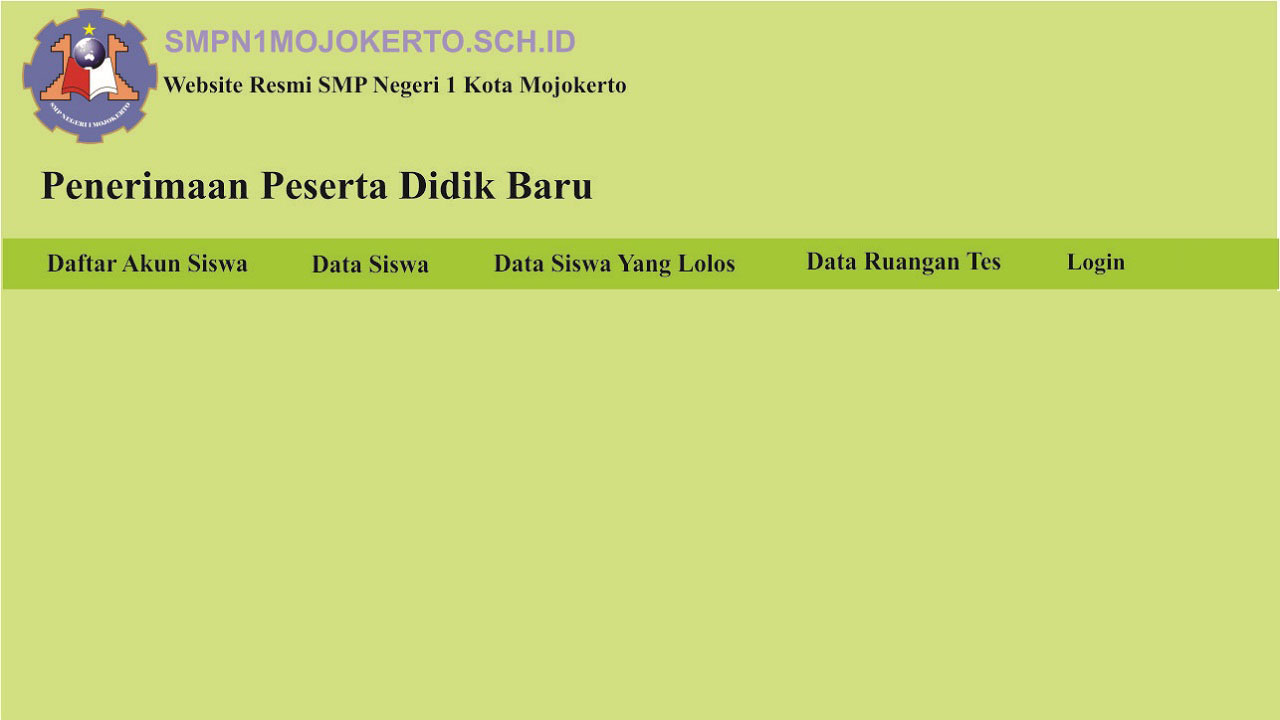 SMPN1MOJOKERTO.SCH.ID
Website Resmi SMP Negeri 1 Kota Mojokerto
SMP NEGERI 1 MOJOKERTO
Penerimaan Peserta Didik Baru
Daftar Akun Siswa Data Siswa Data Siswa Yang Lolos Data Ruangan Tes Login